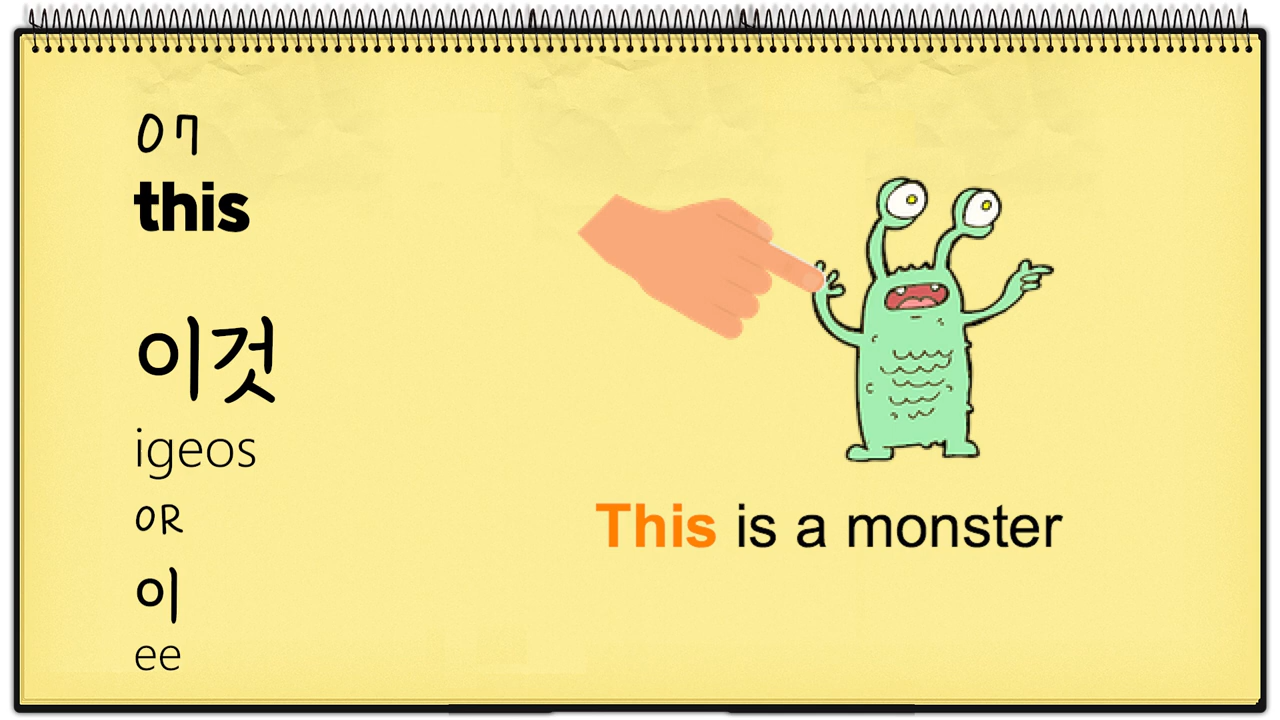 07
this
이것
igeos
OR
이
ee
This is a monster